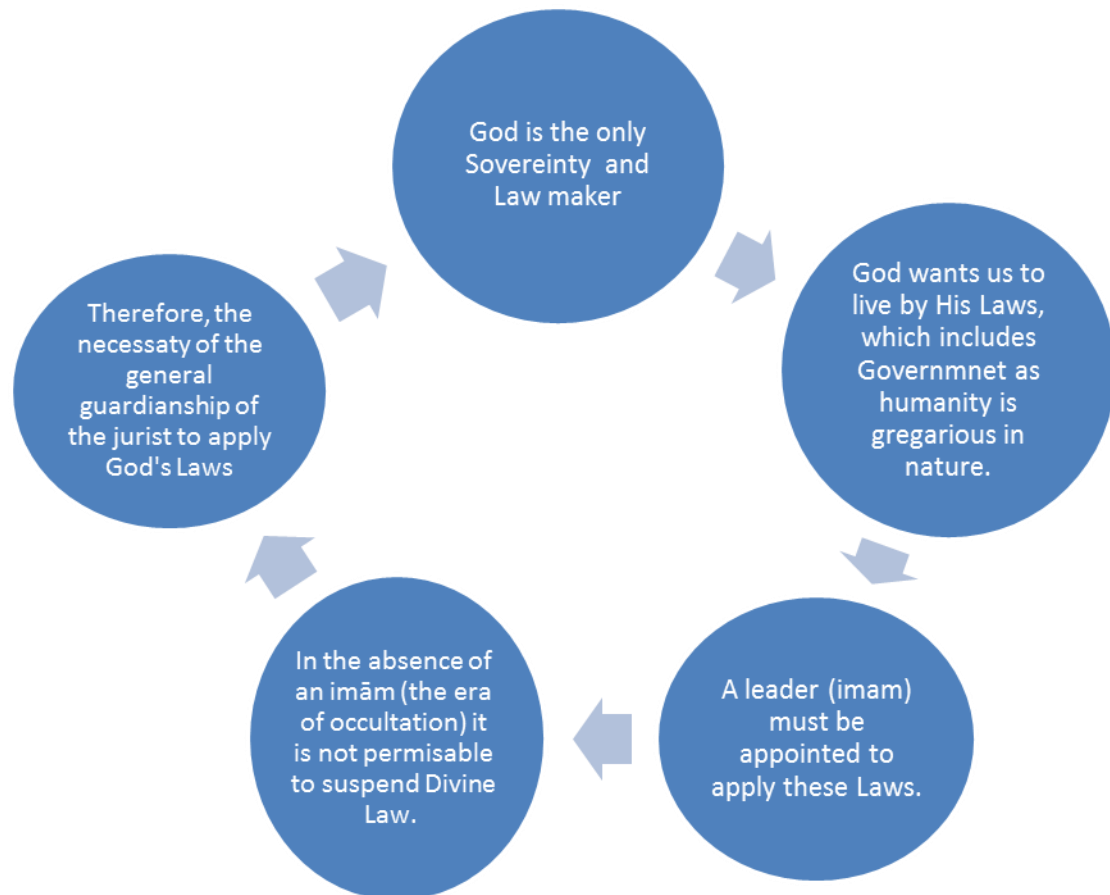 God is the only
Sovereinty and
Law maker
God wants us to
live by His Laws,
which includes
Governmnet as
humanity is
gregarious in
nature.
A leader (imam)
must be
appointed to
apply these Laws.
In the absence of
an imām (the era
of occultation) it
is not permisable
to suspend Divine
Law.
Therefore, the
necessaty of the
general
guardianship of
the jurist to apply
God's Laws